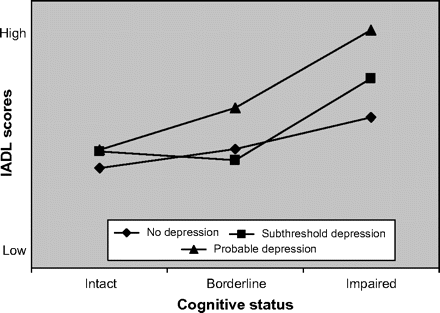 High
IADL scores
Low
No depression
Subthreshold depression
Probable depression
Intact
Borderline
Impaired
Cognitive status